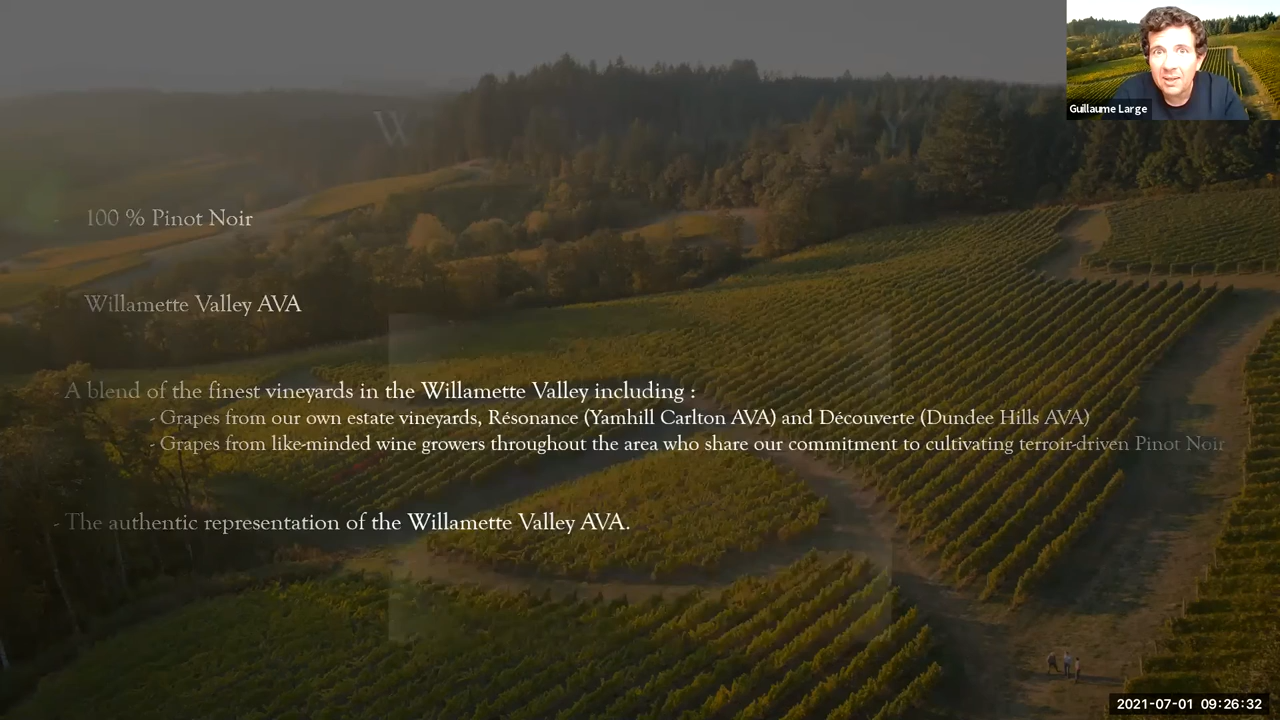 Guillaume Large
- 100 % Pinot Noir
Willamette Valley AVA
- A blend of the finest vineyards in the Willamette Valley including :
- Grapes from our own estate vineyards, Résonance (Yamhill Carlton AVA) and Découverte (Dundee Hills AVA)
- Grapes from like-minded wine growers throughout the area who share our commitment to cultivating terroir-driven Pinot Noir
- The authentic representation of the Willamette Valley AVA.
2021-07-01 09:26:32